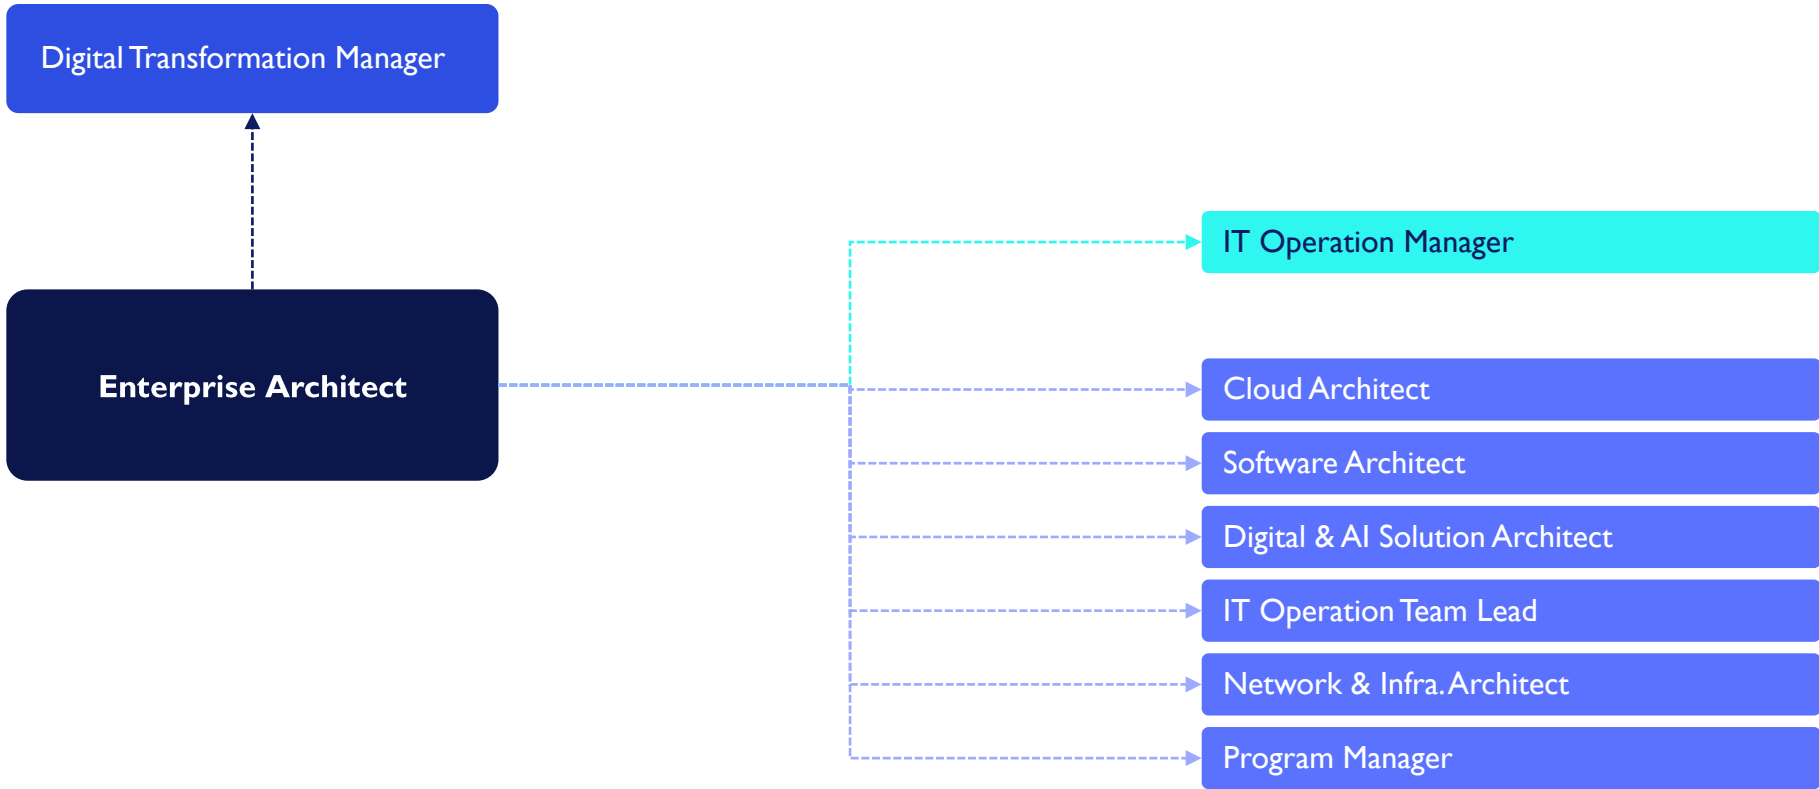 Digital Transformation Manager
IT Operation Manager
Enterprise Architect
Cloud Architect
Software Architect
Digital & AI Solution Architect
IT Operation Team Lead
Network & Infra. Architect
Program Manager